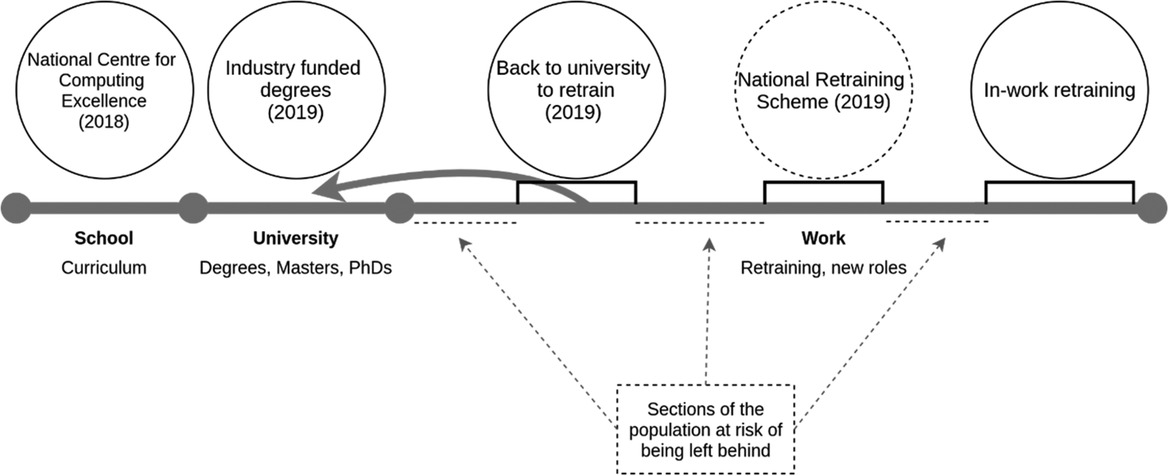 National Centre for
Computing
Excellence
(2018)
Industry funded
degrees
(2019)
Back to university
to retrain
(2019)
National Retraining
Scheme (2019)
In-work retraining
School
Curriculum
University
Degrees, Masters, PhDs
Work
Retraining, new roles
Sections of the
population at risk of
being left behind